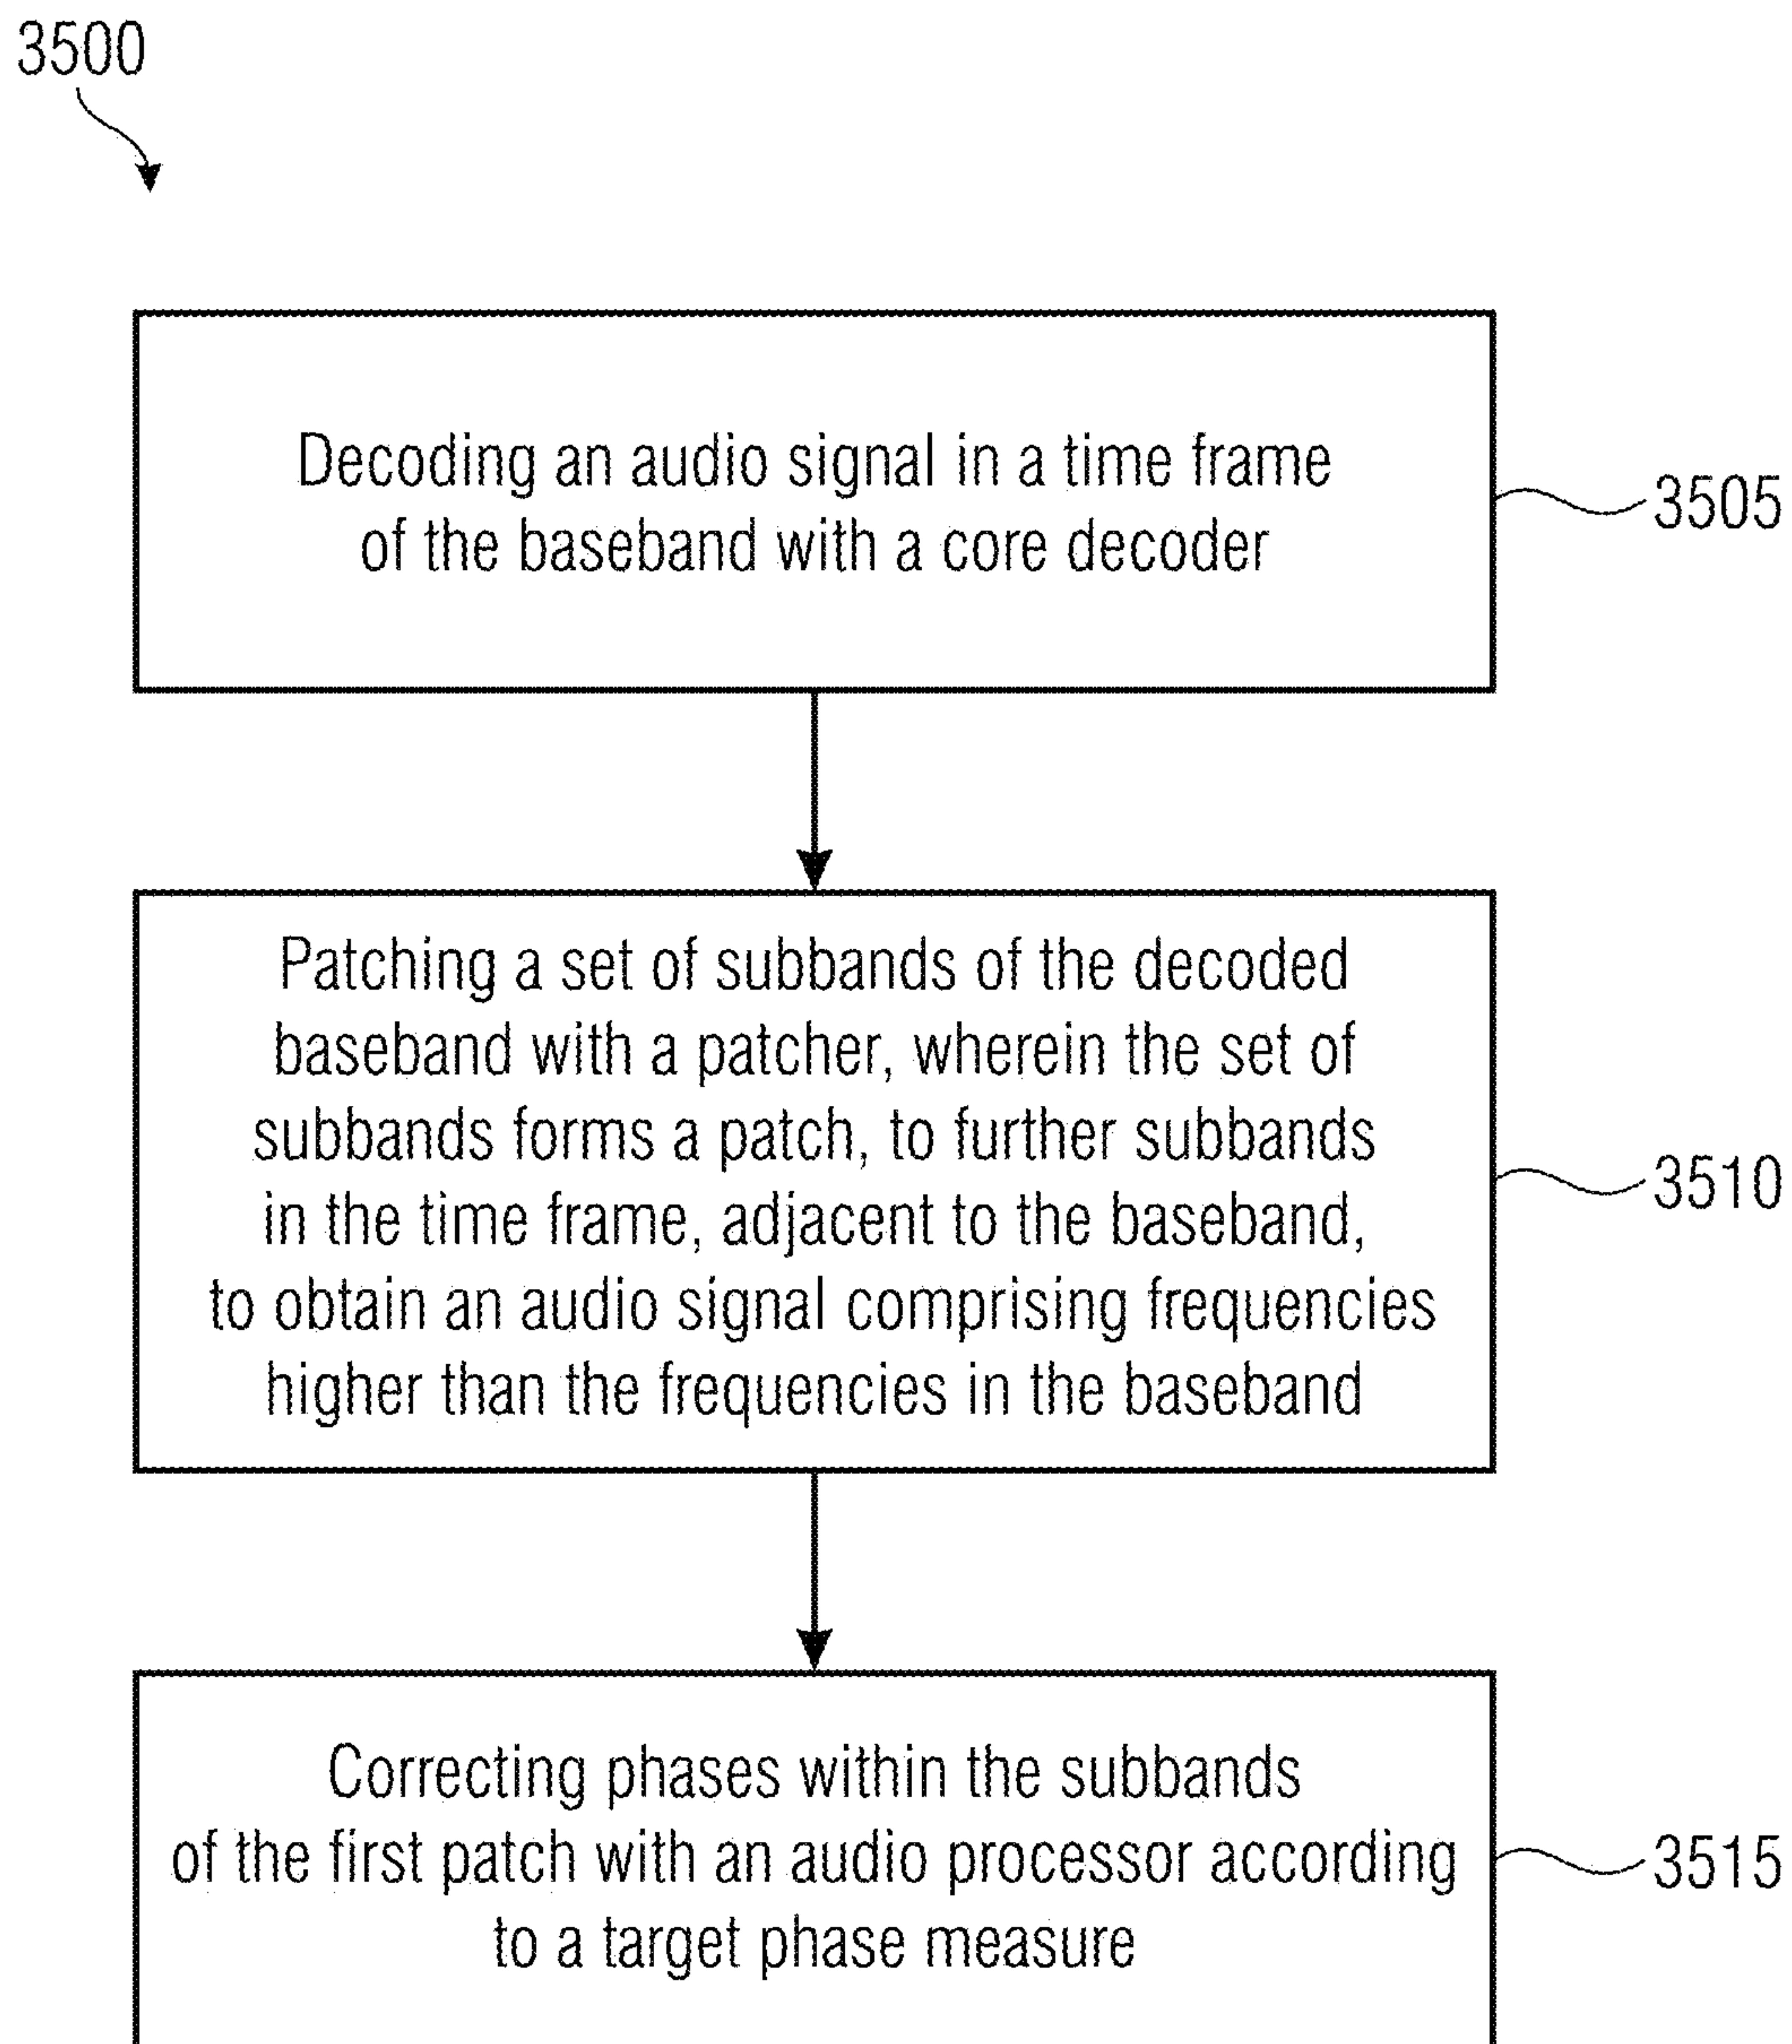 3500
Decoding an audio signal in a time frame
of the baseband with a core decoder
3505
Patching a set of subbands of the decoded
baseband with a patcher, wherein the set of
subbands forms a patch, to further subbands
in the time frame, adjacent to the baseband,
to obtain an audio signal comprising frequencies
higher than the frequencies in the baseband
3510
Correcting phases within the subbands
of the first patch with an audio processor according
to a target phase measure
3515